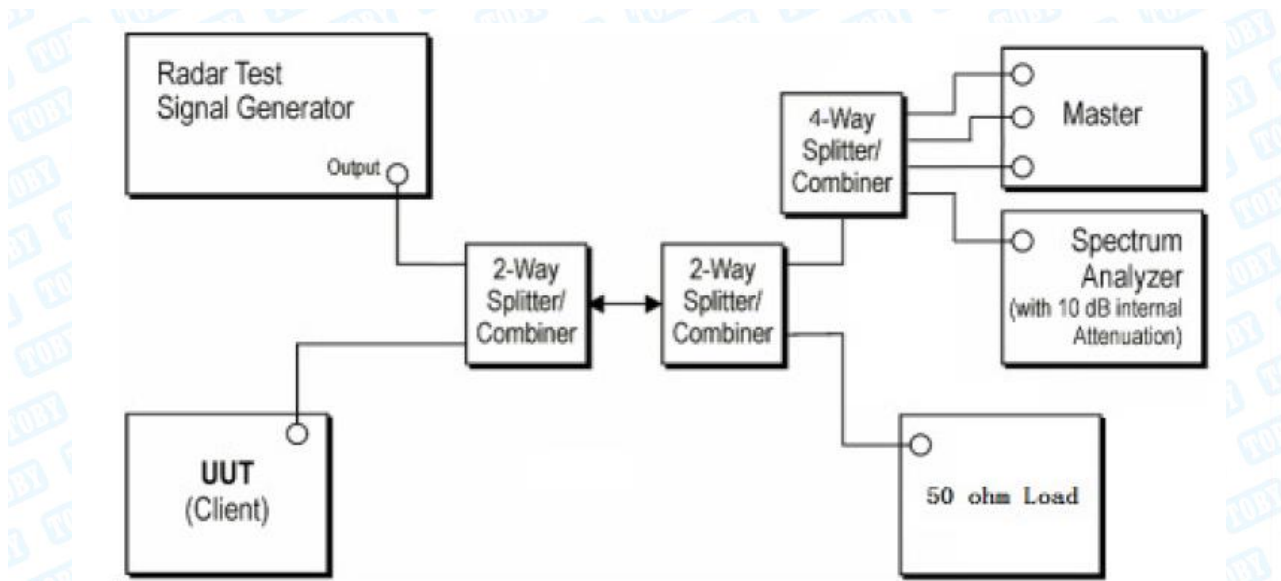 Radar Test
Signal Generator
Output
4-Way
Splitter/
Combiner
Master
2-Way
Splitter/
Combiner
2-Way
Splitter/
Combiner
Spectrum
Analyzer
(with 10 dB internal
Attenuation)
UUT
(Client)
50 ohm Load
TOBY